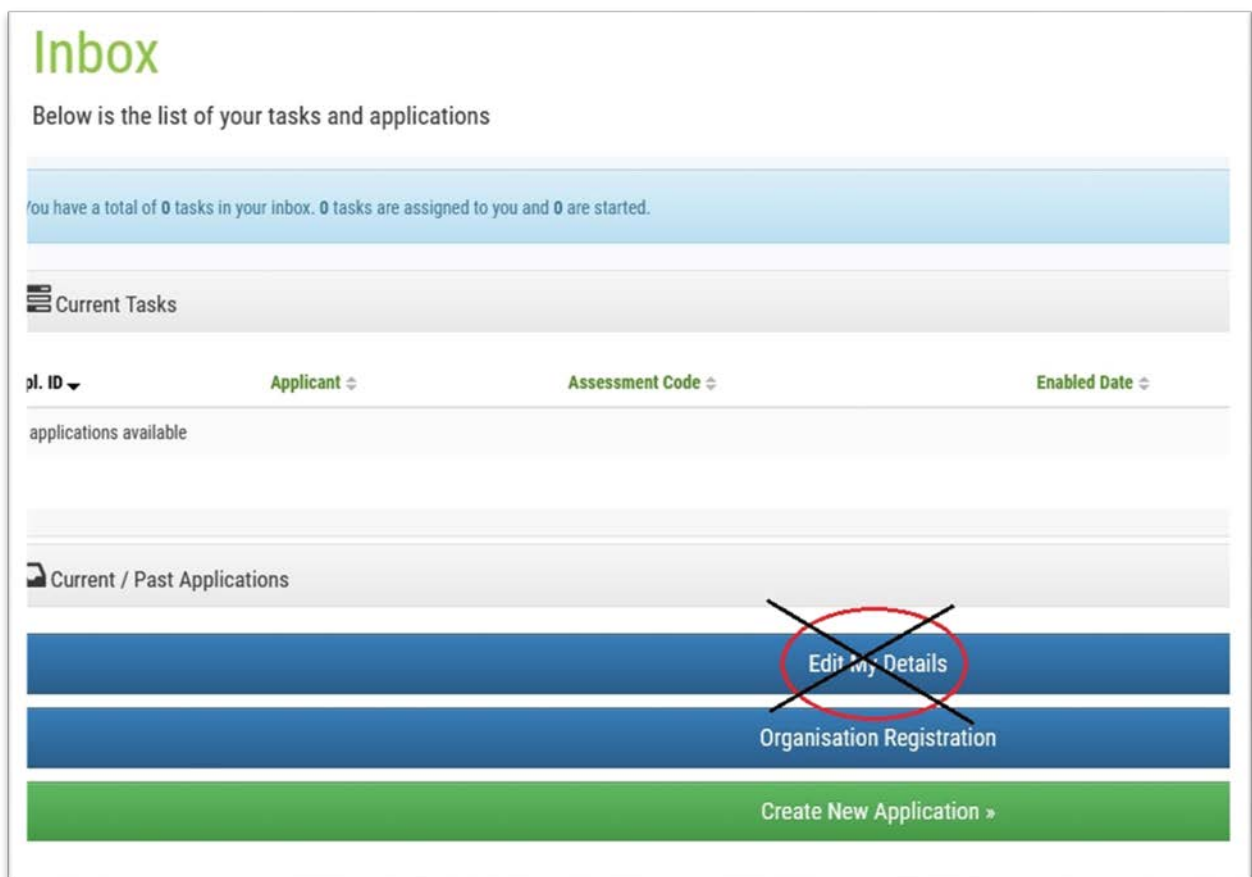 Inbox
Below is the list of your tasks and applications
You have a total of 0 tasks in your inbox. 0 tasks are assigned to you and 0 are started.
Current Tasks
pl. ID Applicant Assessment Code Enabled Date
applications available
Current / Past Applications
Edit My Details
Organisation Registration
Create New Application »